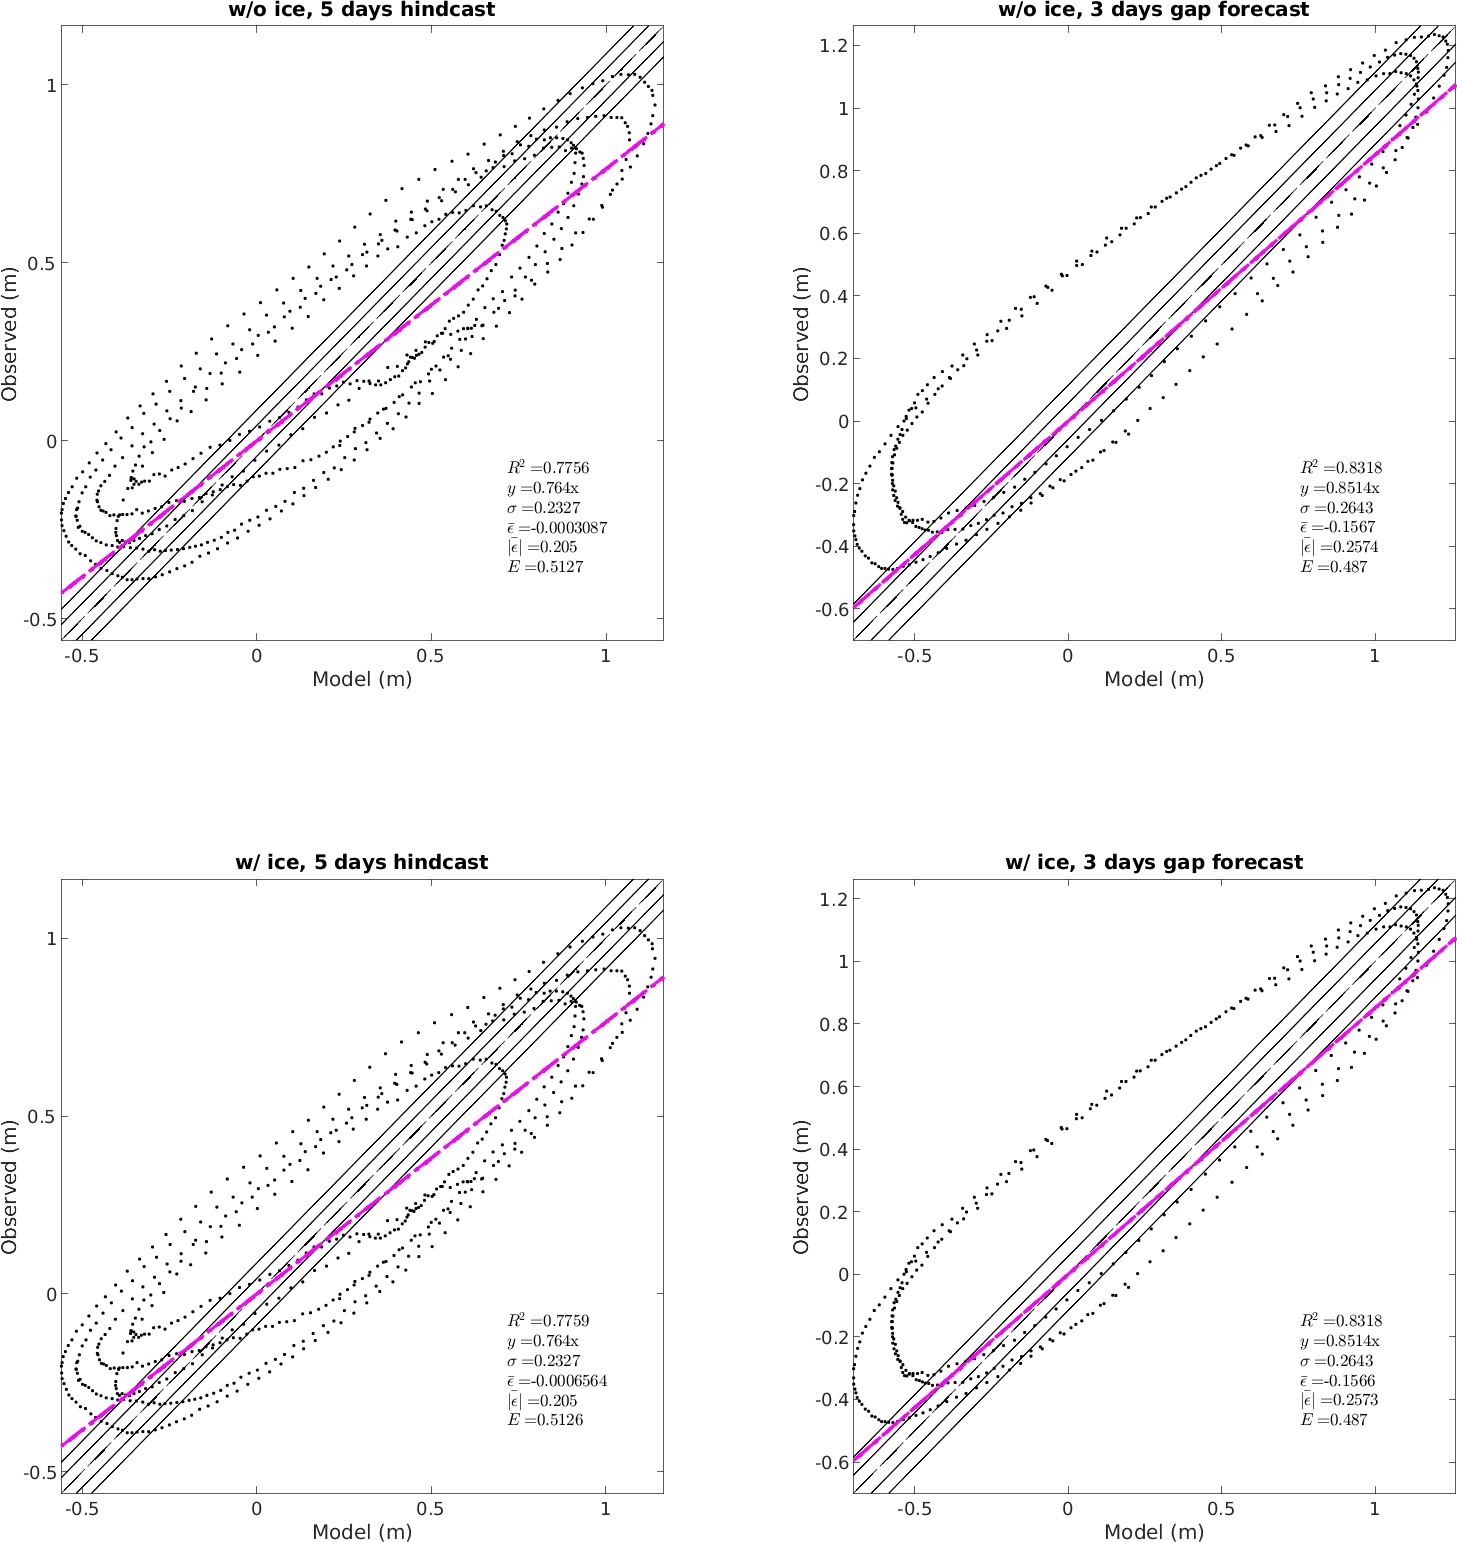 w/o ice, 5 days hindcast
1
0.5
0
-0.5
-0.5 0 0.5 1
Model (m)
Observed (m)
R² =0.7756
y =0.764x
σ =0.2327
ϵ̄ =-0.0003087
|ϵ̄| =0.205
E =0.5127
w/o ice, 3 days gap forecast
1.2
1
0.8
0.6
0.4
0.2
0
-0.2
-0.4
-0.6
-0.5 0 0.5 1
Model (m)
Observed (m)
R² =0.8318
y =0.8514x
σ =0.2643
ϵ̄ =-0.1567
|ϵ̄| =0.2574
E =0.487
w/ ice, 5 days hindcast
1
0.5
0
-0.5
-0.5 0 0.5 1
Model (m)
Observed (m)
R² =0.7759
y =0.764x
σ =0.2327
ϵ̄ =-0.0006564
|ϵ̄| =0.205
E =0.5126
w/ ice, 3 days gap forecast
1.2
1
0.8
0.6
0.4
0.2
0
-0.2
-0.4
-0.6
-0.5 0 0.5 1
Model (m)
Observed (m)
R² =0.8318
y =0.8514x
σ =0.2643
ϵ̄ =-0.1566
|ϵ̄| =0.2573
E =0.487